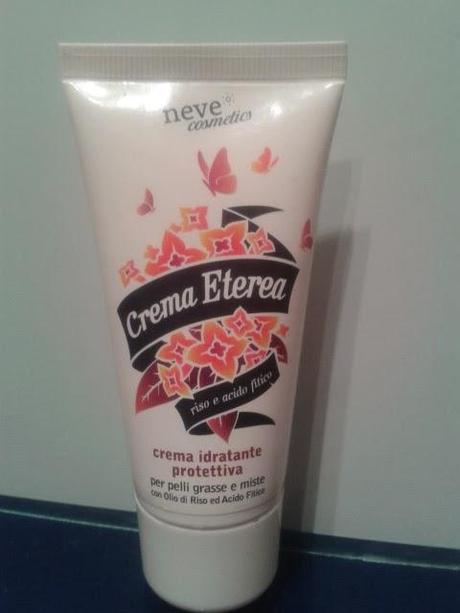 neve
cosmetics
Crema Eterea
riso e acido fitico
crema idratante
protettiva
per pelli grasse e miste
con Olio di Riso ed Acido Fitico